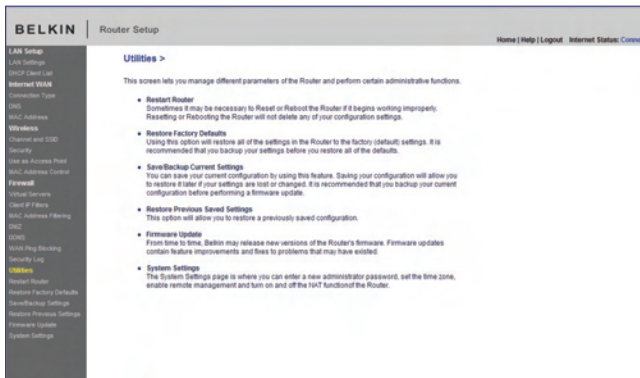 BELKIN | Router Setup
Home | Help | Logout Internet Status: Conne
LAN Setup
LAN Settings
DHCP Client List
Internet WAN
Connection Type
DNS
MAC Address
Wireless
Channel and SSID
Security
Use as Access Point
MAC Address Control
Firewall
Virtual Servers
Client IP Filters
MAC Address Filtering
DMZ
DDNS
WAN Ping Blocking
Security Log
Utilities
Restart Router
Restore Factory Defaults
Save/Backup Settings
Restore Previous Settings
Firmware Update
System Settings
Utilities >
This screen lets you manage different parameters of the Router and perform certain administrative functions.
• Restart Router
Sometimes it may be necessary to Reset or Reboot the Router if it begins working improperly.
Resetting or Rebooting the Router will not delete any of your configuration settings.
• Restore Factory Defaults
Using this option will restore all of the settings in the Router to the factory (default) settings. It is
recommended that you backup your settings before you restore all of the defaults.
• Save/Backup Current Settings
You can save your current configuration by using this feature. Saving your configuration will allow you
to restore it later if your settings are lost or changed. It is recommended that you backup your current
configuration before performing a firmware update.
• Restore Previous Saved Settings
This option will allow you to restore a previously saved configuration.
• Firmware Update
From time to time, Belkin may release new versions of the Router's firmware. Firmware updates
contain feature improvements and fixes to problems that may have existed.
• System Settings
The System Settings page is where you can enter a new administrator password, set the time zone,
enable remote management and turn on and off the NAT functionof the Router.